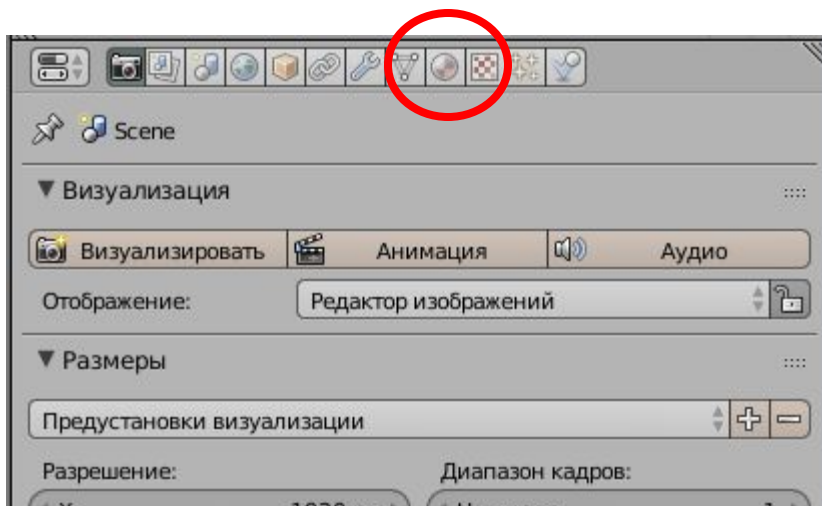 Scene
Визуализация
Визуализировать Анимация Аудио
Отображение: Редактор изображений
Размеры
Предустановки визуализации
Разрешение: Диапазон кадров: